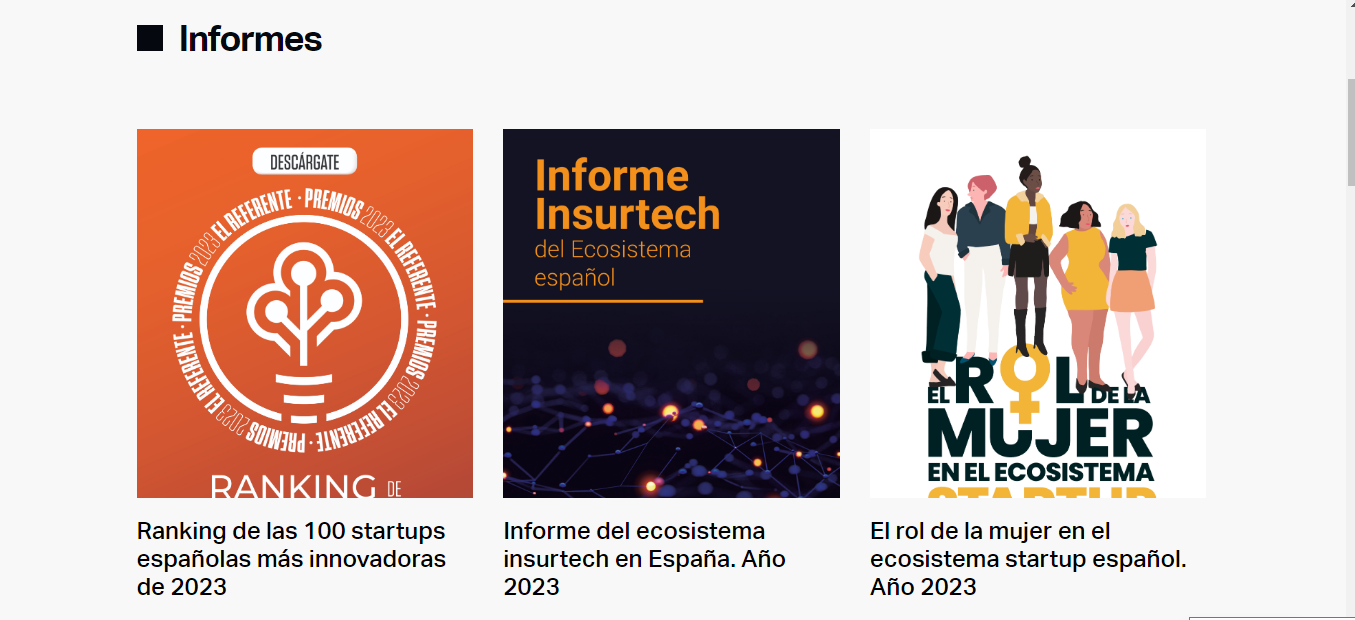 Informes
DESCÁRGATE
EL REFERENTE · PREMIOS 2023 EL REFERENTE · PREMIOS 2023 EL REFERENTE · PREMIOS 2023 EL REFERENTE · PREMIOS 2023
RANKING DE
Informe
Insurtech
del Ecosistema
español
EL ROL DE LA
MUJER
EN EL ECOSISTEMA
STARTUP
Ranking de las 100 startups
españolas más innovadoras
de 2023
Informe del ecosistema
insurtech en España. Año
2023
El rol de la mujer en el
ecosistema startup español.
Año 2023